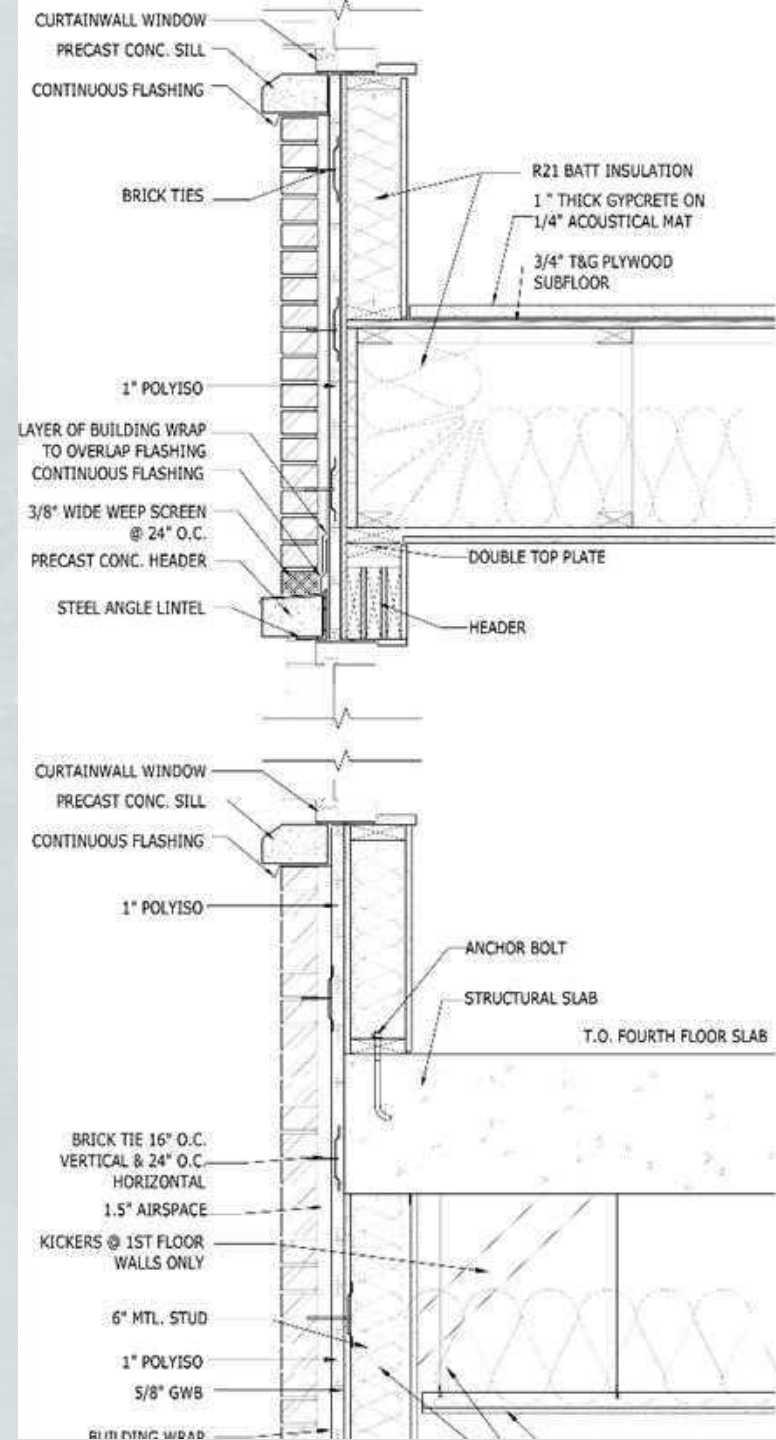 CURTAINWALL WINDOW
PRECAST CONC. SILL
CONTINUOUS FLASHING
BRICK TIES
R21 BATT INSULATION
1 " THICK GYPCRETE ON
1/4" ACOUSTICAL MAT
3/4" T&G PLYWOOD
SUBFLOOR
1" POLYISO
LAYER OF BUILDING WRAP
TO OVERLAP FLASHING
CONTINUOUS FLASHING
3/8" WIDE WEEP SCREEN
@ 24" O.C.
PRECAST CONC. HEADER
STEEL ANGLE LINTEL
DOUBLE TOP PLATE
HEADER
CURTAINWALL WINDOW
PRECAST CONC. SILL
CONTINUOUS FLASHING
1" POLYISO
ANCHOR BOLT
STRUCTURAL SLAB
T.O. FOURTH FLOOR SLAB
BRICK TIE 16" O.C.
VERTICAL & 24" O.C.
HORIZONTAL
1.5" AIRSPACE
KICKERS @ 1ST FLOOR
WALLS ONLY
6" MTL. STUD
1" POLYISO
5/8" GWB
BUILDING WRAP